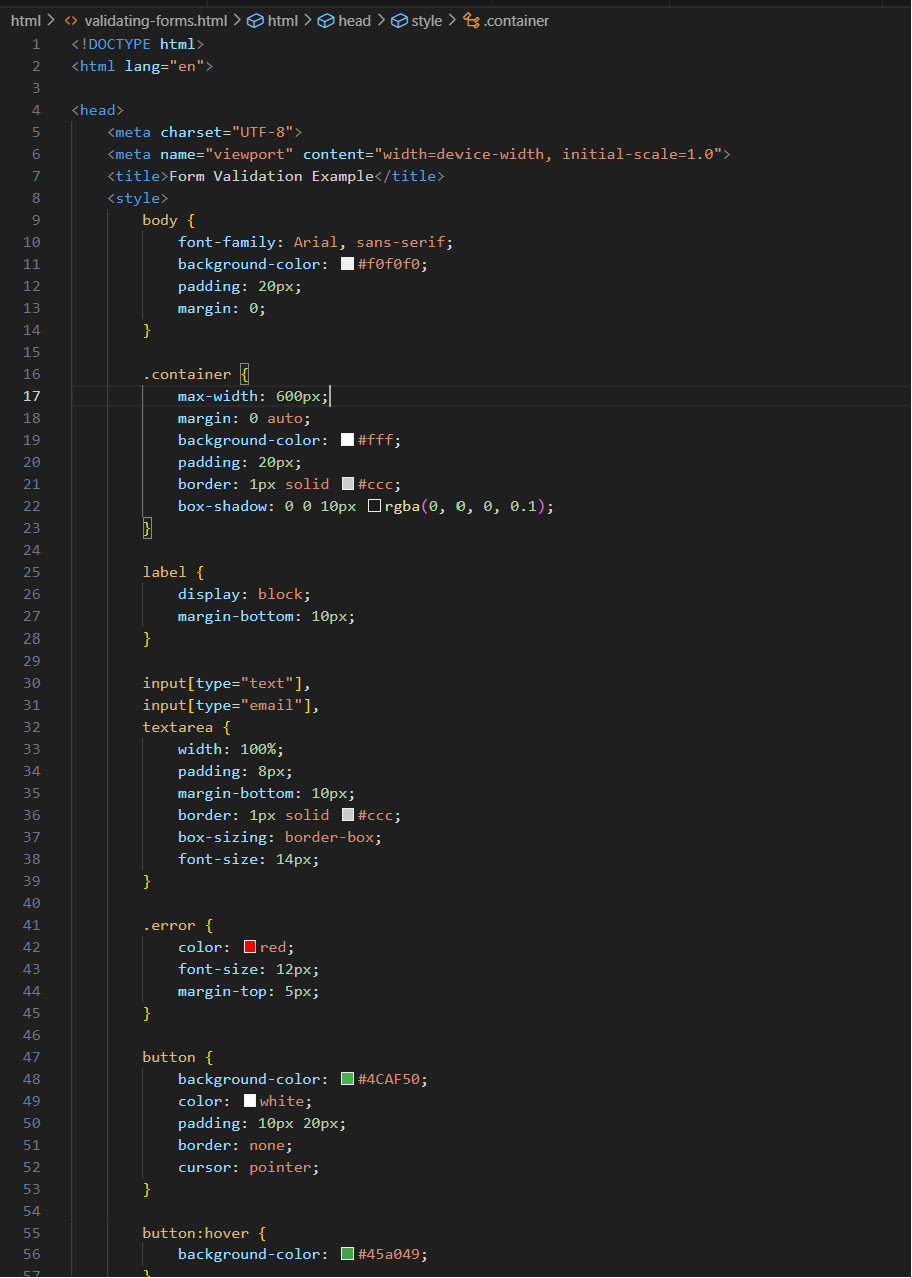 html > validating-forms.html > html > head > style > .container
1 <!DOCTYPE html>
2 <html lang="en">
3
4 <head>
5     <meta charset="UTF-8">
6     <meta name="viewport" content="width=device-width, initial-scale=1.0">
7     <title>Form Validation Example</title>
8     <style>
9         body {
10             font-family: Arial, sans-serif;
11             background-color: #f0f0f0;
12             padding: 20px;
13             margin: 0;
14         }
15
16         .container {
17             max-width: 600px;
18             margin: 0 auto;
19             background-color: #fff;
20             padding: 20px;
21             border: 1px solid #ccc;
22             box-shadow: 0 0 10px rgba(0, 0, 0, 0.1);
23         }
24
25         label {
26             display: block;
27             margin-bottom: 10px;
28         }
29
30         input[type="text"],
31         input[type="email"],
32         textarea {
33             width: 100%;
34             padding: 8px;
35             margin-bottom: 10px;
36             border: 1px solid #ccc;
37             box-sizing: border-box;
38             font-size: 14px;
39         }
40
41         .error {
42             color: red;
43             font-size: 12px;
44             margin-top: 5px;
45         }
46
47         button {
48             background-color: #4CAF50;
49             color: white;
50             padding: 10px 20px;
51             border: none;
52             cursor: pointer;
53         }
54
55         button:hover {
56             background-color: #45a049;
57         }